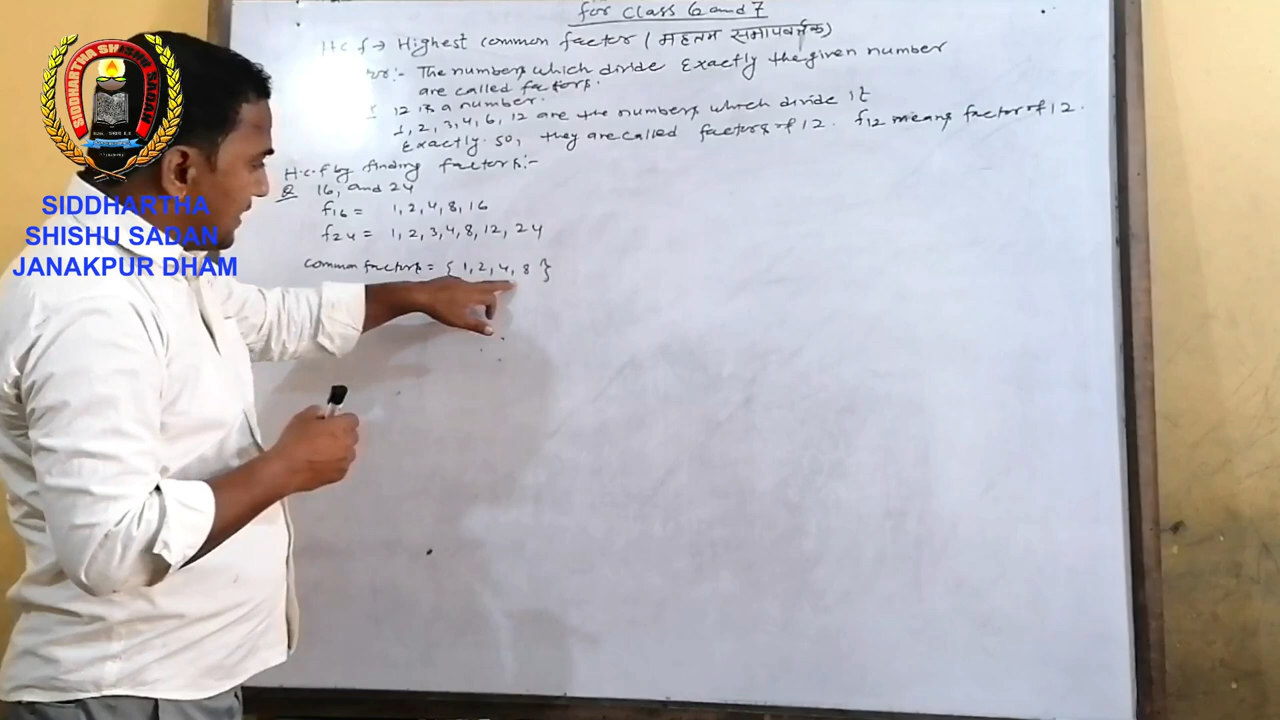 for class 6 and 7
H.c.f → Highest common factor (महत्तम समापवर्तक)
:- The numbers which divide Exactly the given number
are called factors.
12 is a number.
1, 2, 3, 4, 6, 12 are the numbers which divide it
Exactly. so, they are called factors of 12. f12 means factor of 12.
H.c.f by finding factors:-
Q 16, and 24
f16 = 1, 2, 4, 8, 16
f24 = 1, 2, 3, 4, 8, 12, 24
common factors = { 1, 2, 4, 8 }
SIDDHARTHA SHISHU SADAN
SIDDHARTHA
SHISHU SADAN
JANAKPUR DHAM